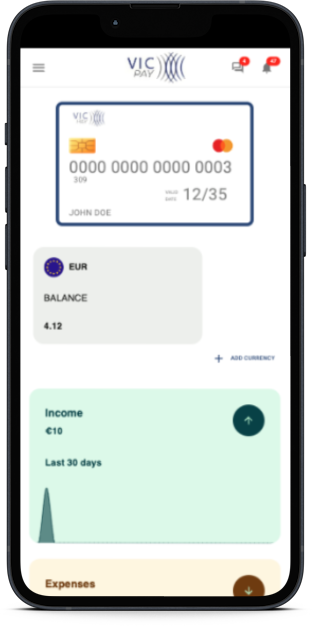 VIC
PAY
4
47
VIC
PAY
0000 0000 0000 0003
309
VALID DATE 12/35
JOHN DOE
EUR
BALANCE
4.12
+ ADD CURRENCY
Income
€10
Last 30 days
Expenses